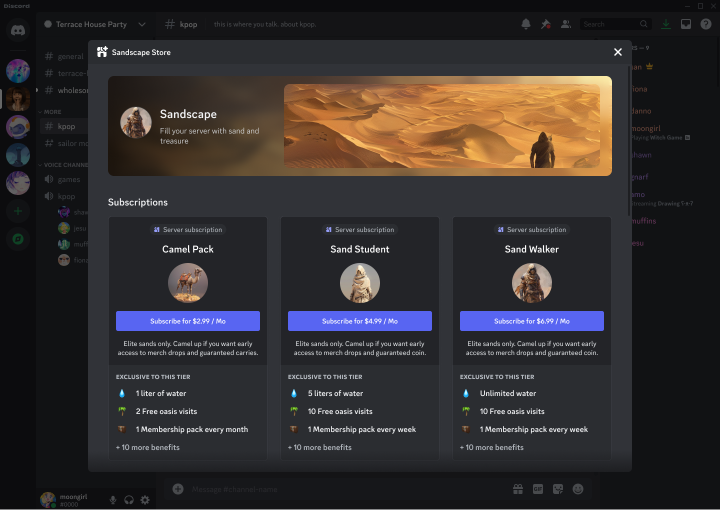 Discord
Terrace House Party
kpop
this is where you talk. about kpop.
Search
Sandscape Store
general
terrace-
wholeso
MORE
kpop
sailor mo
VOICE CHANNE
games
kpop
Sandscape
Fill your server with sand and
treasure
Subscriptions
Server subscription
Camel Pack
Subscribe for $2.99 / Mo
Elite sands only. Camel up if you want early
access to merch drops and guaranteed carries.
EXCLUSIVE TO THIS TIER
1 liter of water
2 Free oasis visits
1 Membership pack every month
+ 10 more benefits
Server subscription
Sand Student
Subscribe for $4.99 / Mo
Elite sands only. Camel up if you want early
access to merch drops and guaranteed coin.
EXCLUSIVE TO THIS TIER
5 liters of water
10 Free oasis visits
1 Membership pack every week
+ 10 more benefits
Server subscription
Sand Walker
Subscribe for $6.99 / Mo
Elite sands only. Camel up if you want early
access to merch drops and guaranteed coin.
EXCLUSIVE TO THIS TIER
Unlimited water
10 Free oasis visits
1 Membership pack every week
+ 10 more benefits
moongirl
Playing Witch Game
shawn
muffins
moongirl
#0000
Message #channel-name
GIF